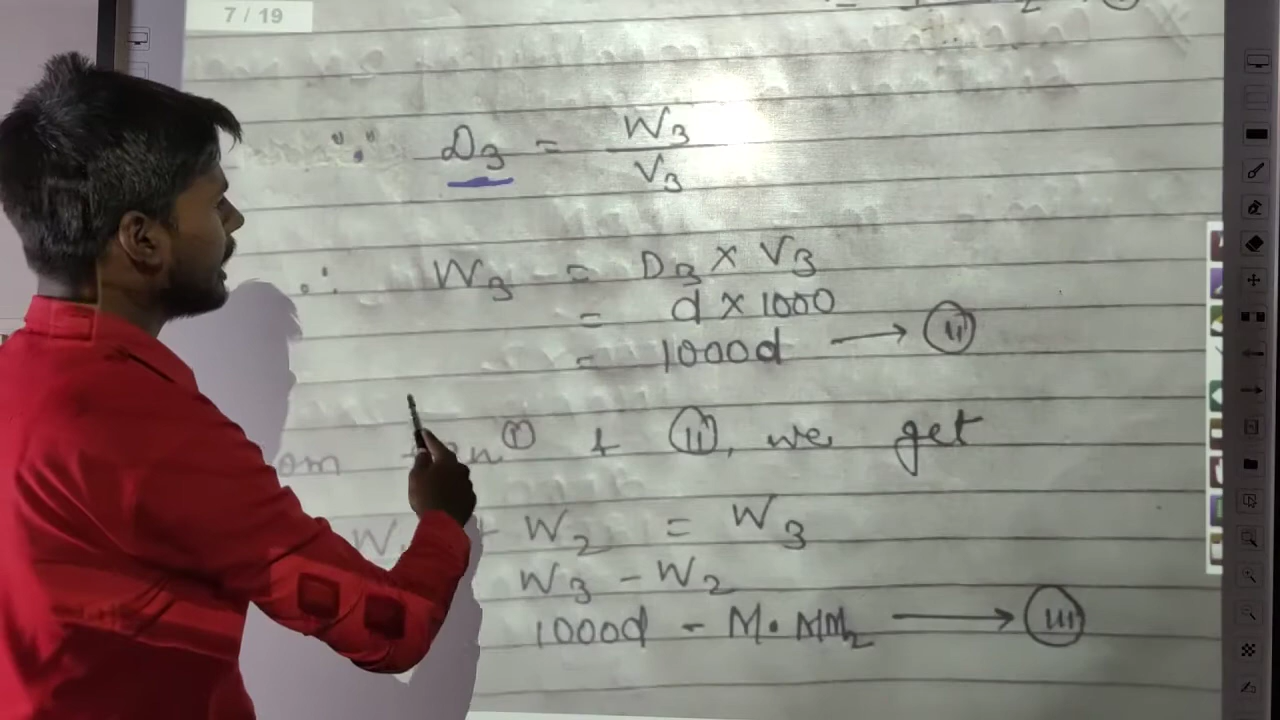 7 / 19
∵ D3 = W3 / V3
∴ W3 = D3 × V3
= d × 1000
= 1000d → (ii)
om n (i) + (ii), we get
W + W2 = W3
W3 - W2
1000d - M • MM2 → (iii)